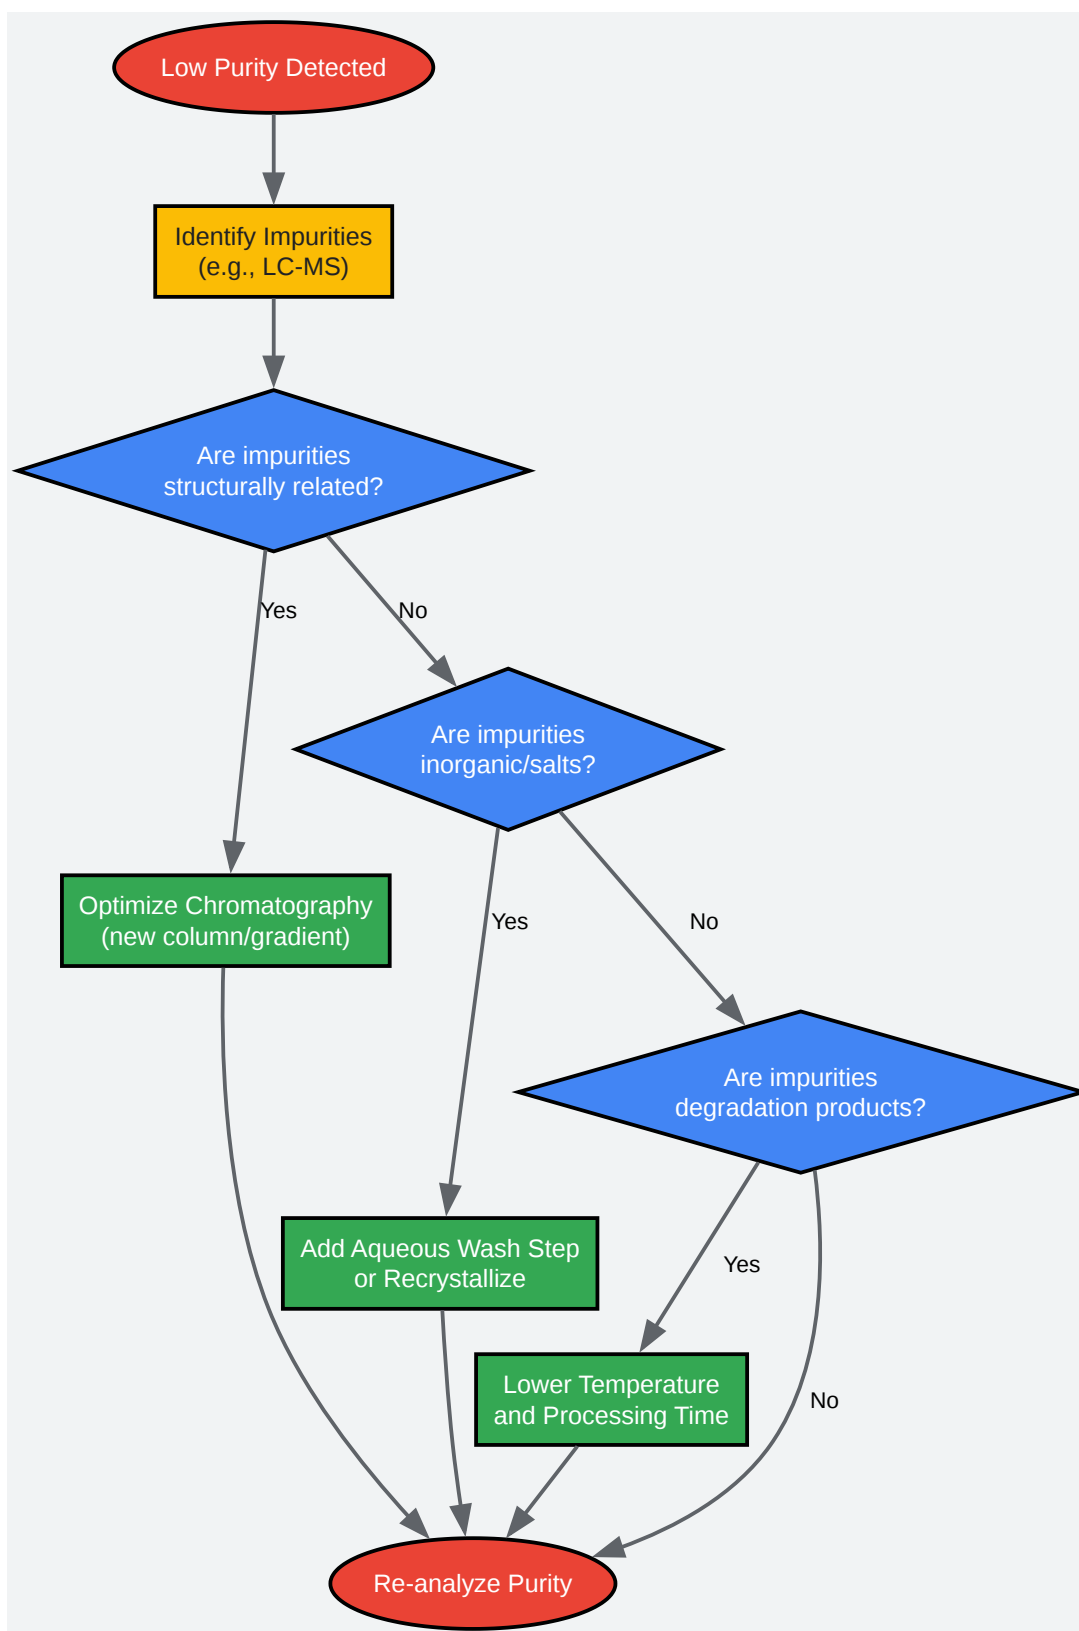 Low Purity Detected
Identify Impurities
(e.g., LC-MS)
Are impurities
structurally related?
Yes
No
Are impurities
inorganic/salts?
Optimize Chromatography
(new column/gradient)
Yes
No
Are impurities
degradation products?
Add Aqueous Wash Step
or Recrystallize
Yes
Lower Temperature
and Processing Time
No
Re-analyze Purity